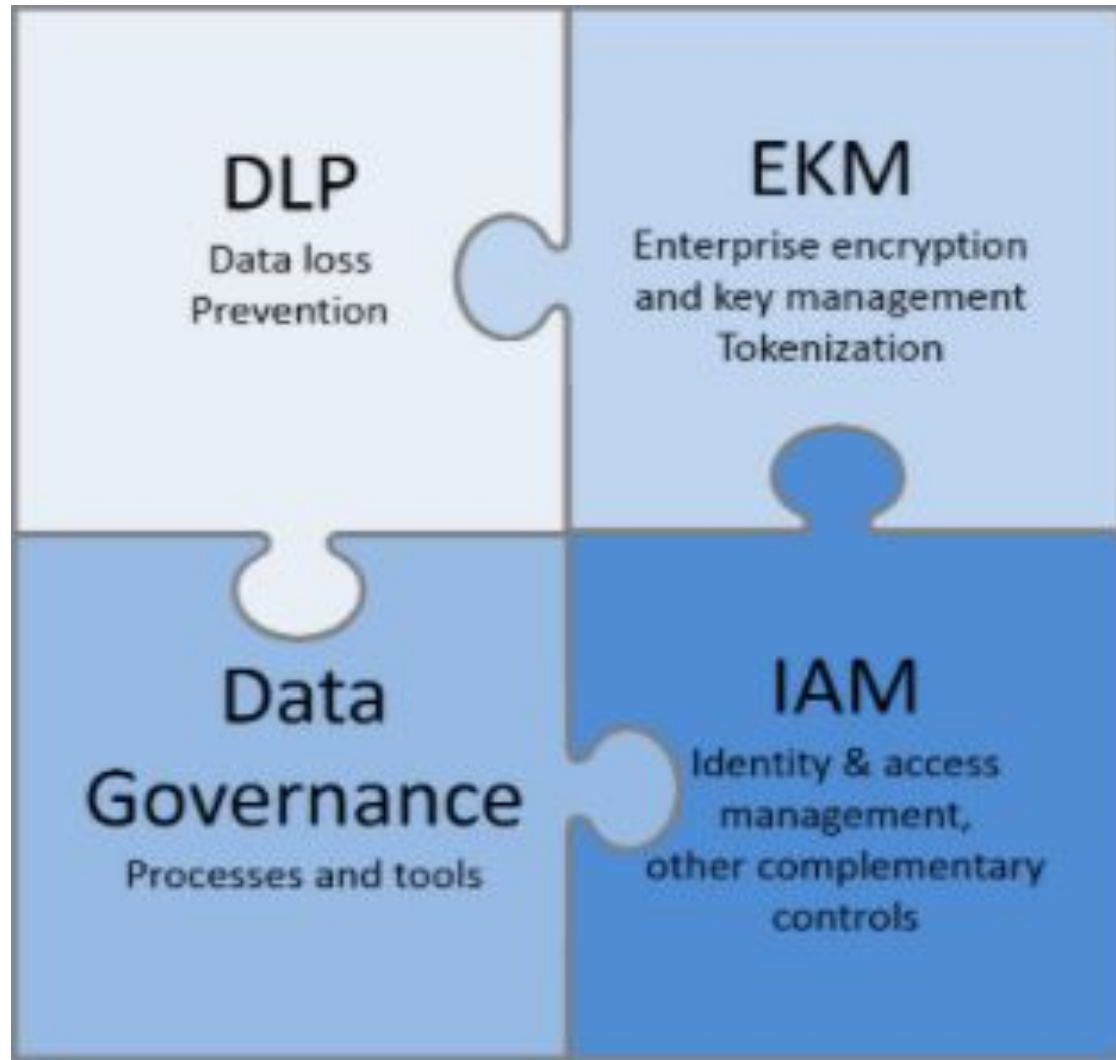 DLP
Data loss
Prevention
EKM
Enterprise encryption
and key management
Tokenization
Data
Governance
Processes and tools
IAM
Identity & access
management,
other complementary
controls